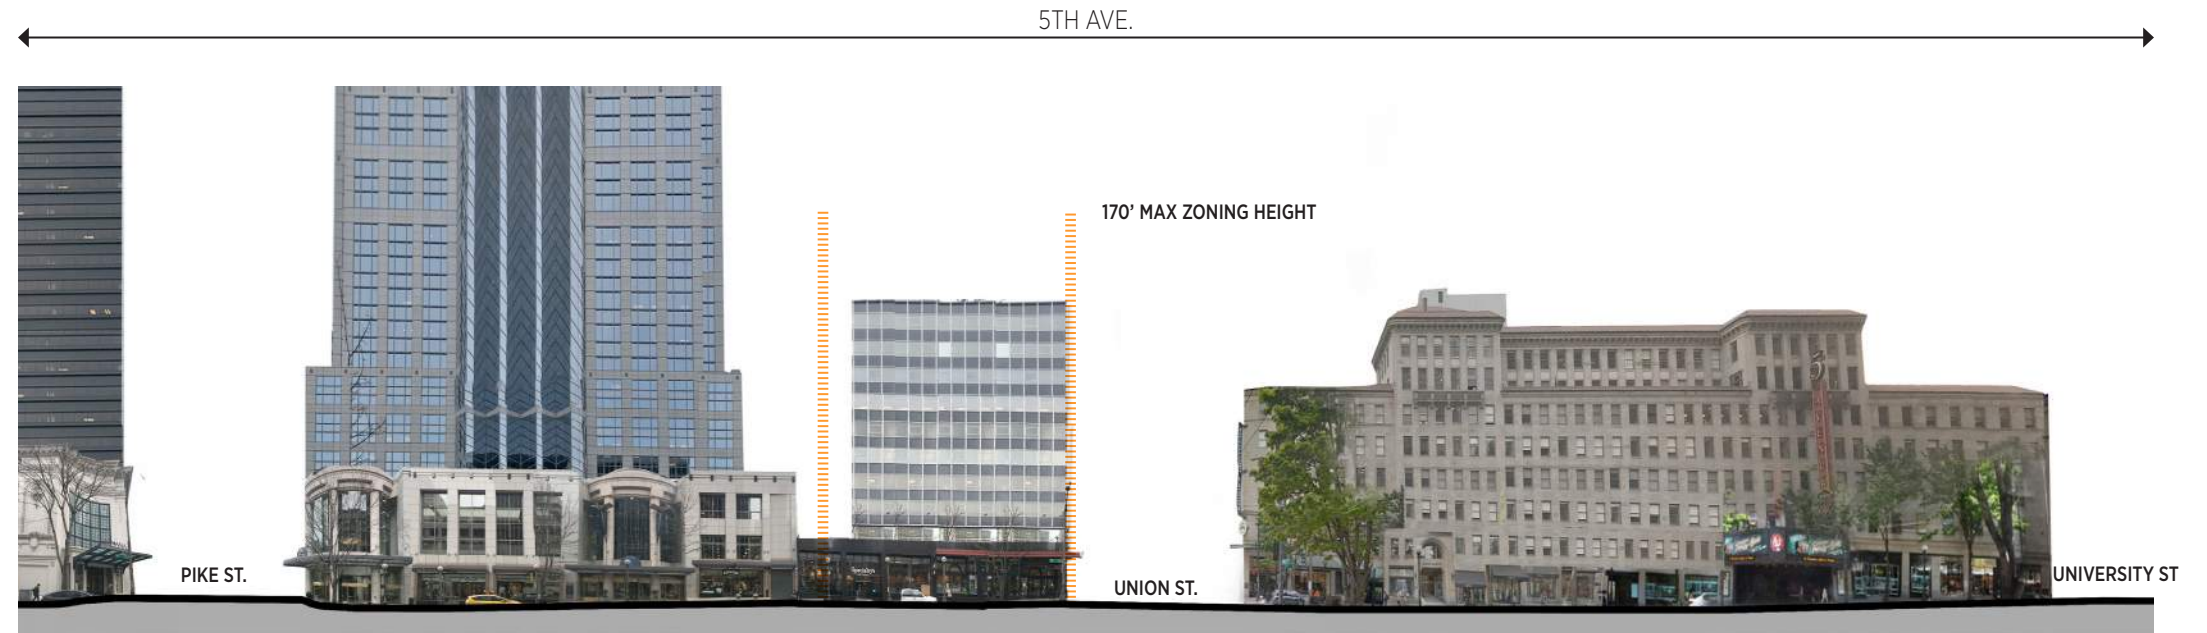 5TH AVE.
170' MAX ZONING HEIGHT
PIKE ST.
UNION ST.
UNIVERSITY ST